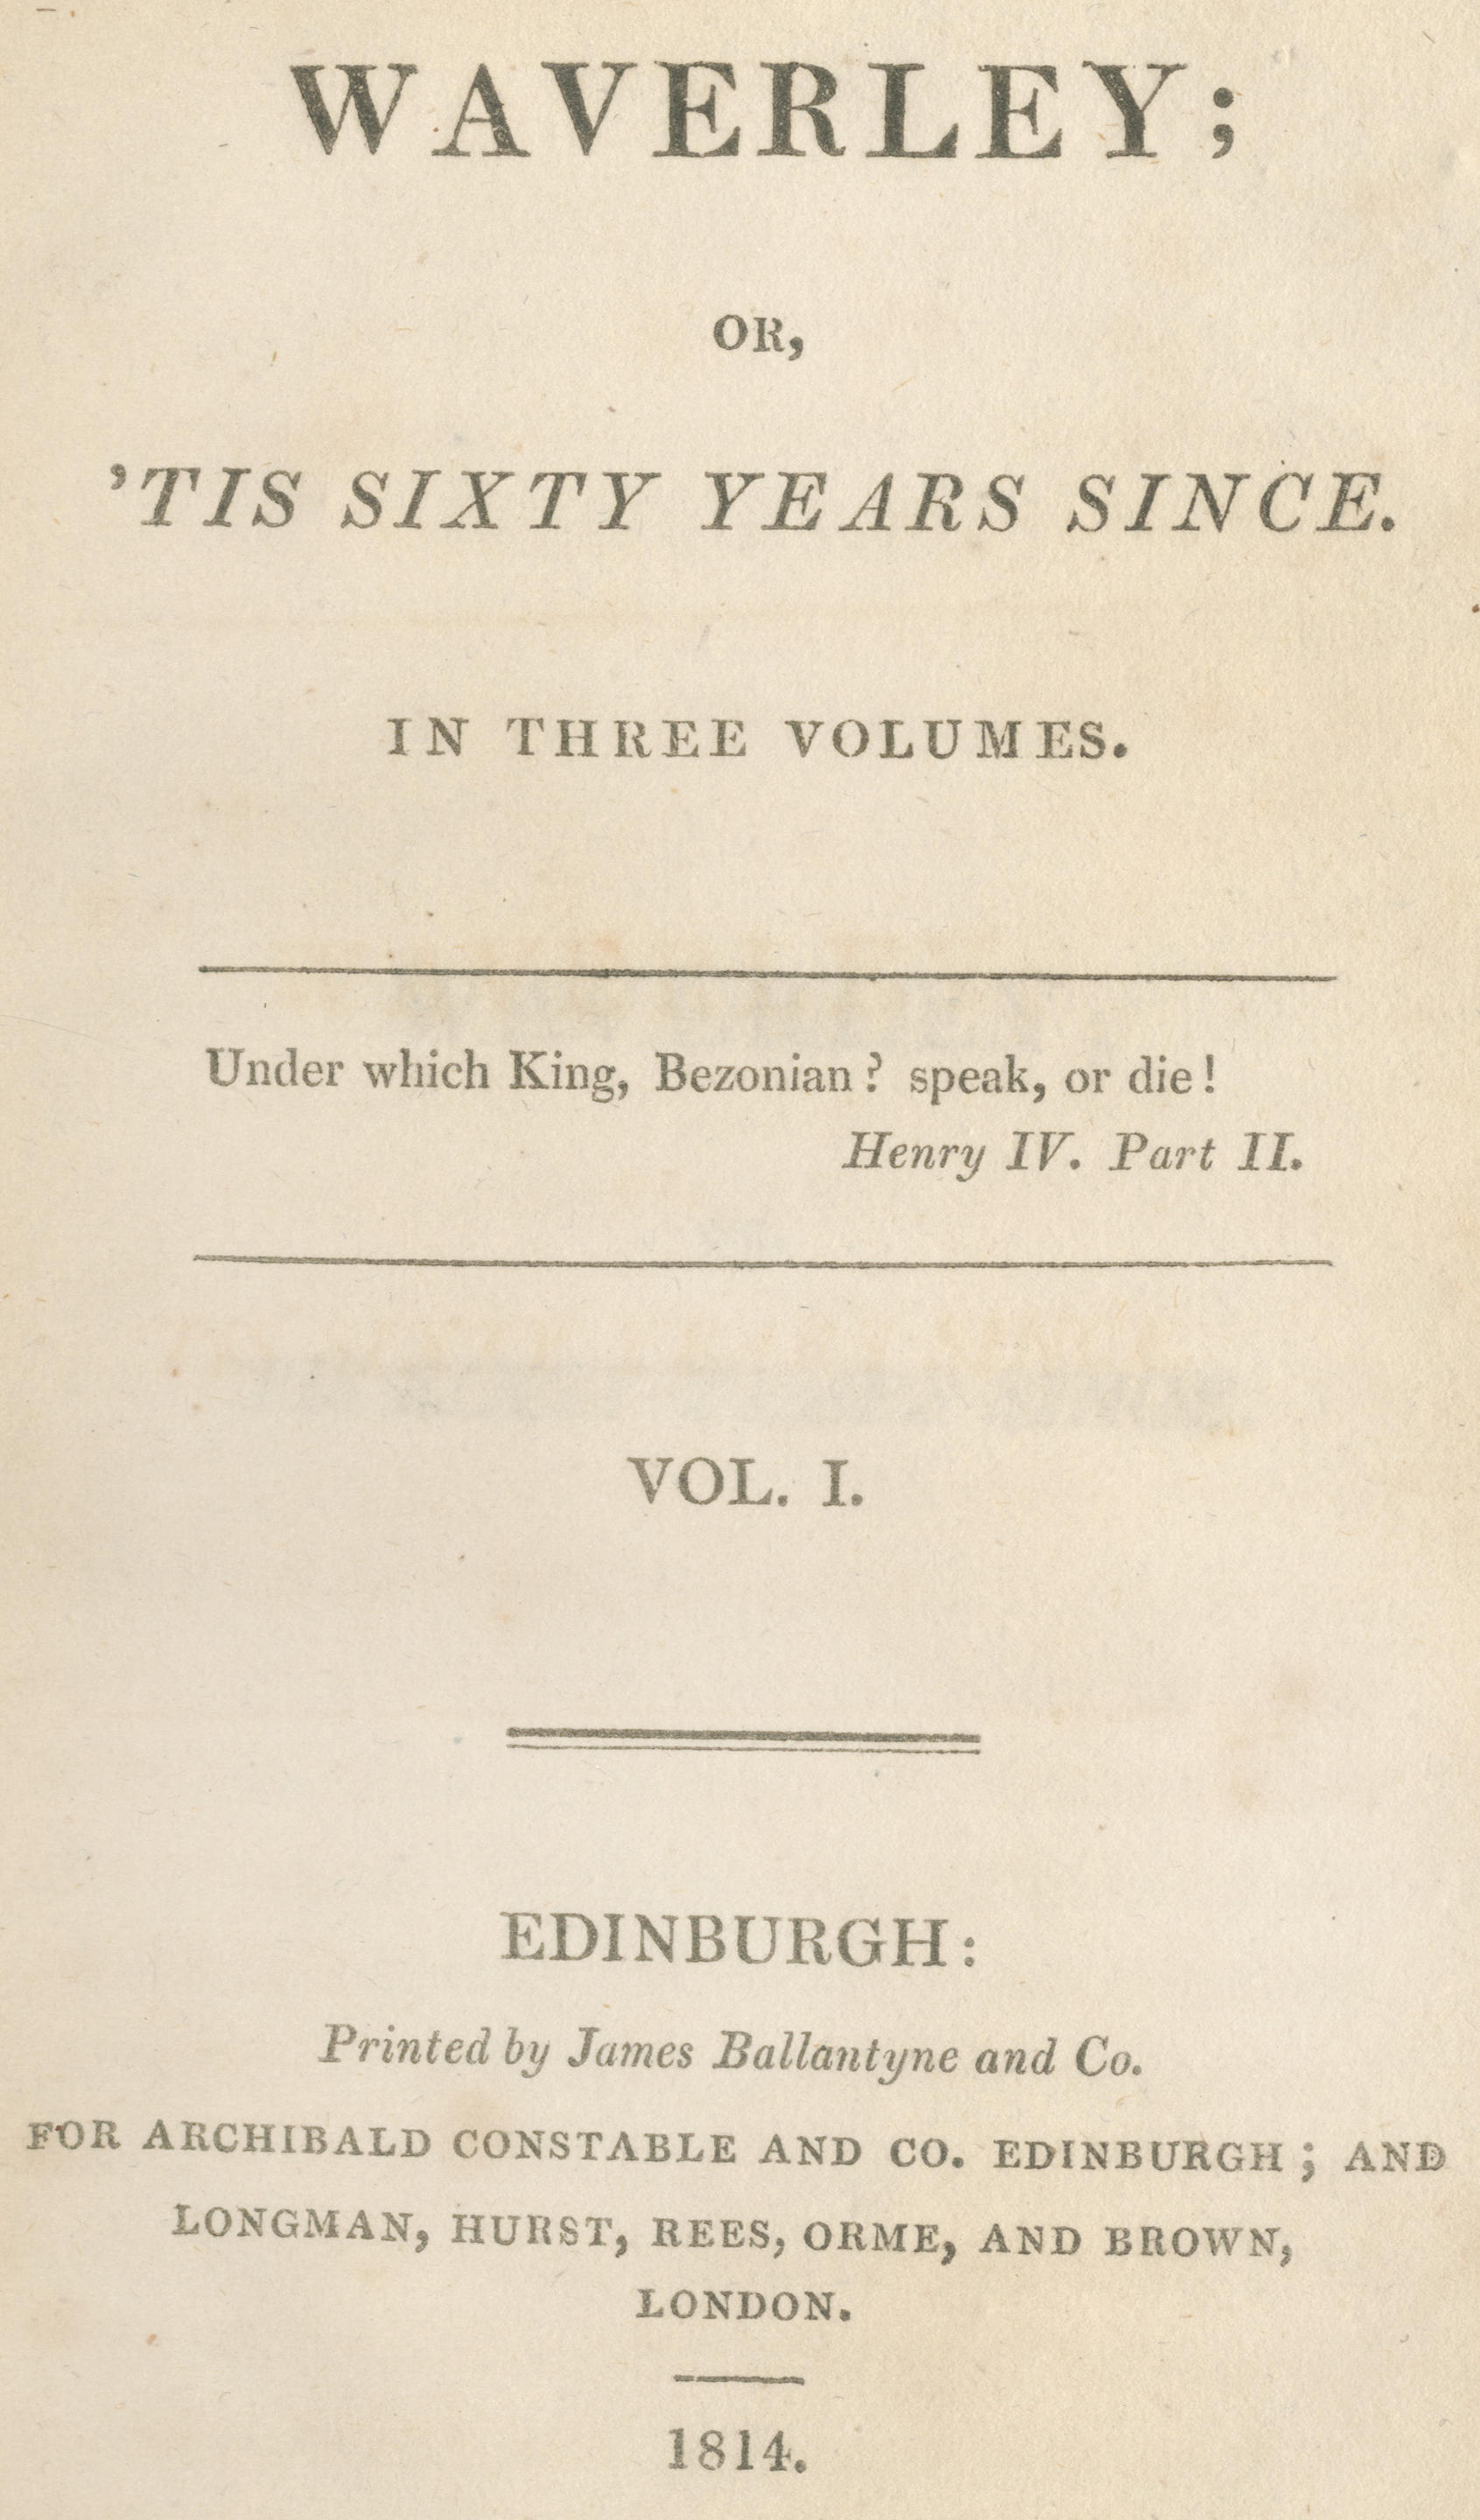 WAVERLEY;
OR,
'TIS SIXTY YEARS SINCE.
IN THREE VOLUMES.
Under which King, Bezonian? speak, or die!
Henry IV. Part II.
VOL. I.
EDINBURGH:
Printed by James Ballantyne and Co.
FOR ARCHIBALD CONSTABLE AND CO. EDINBURGH; AND
LONGMAN, HURST, REES, ORME, AND BROWN,
LONDON.
1814.